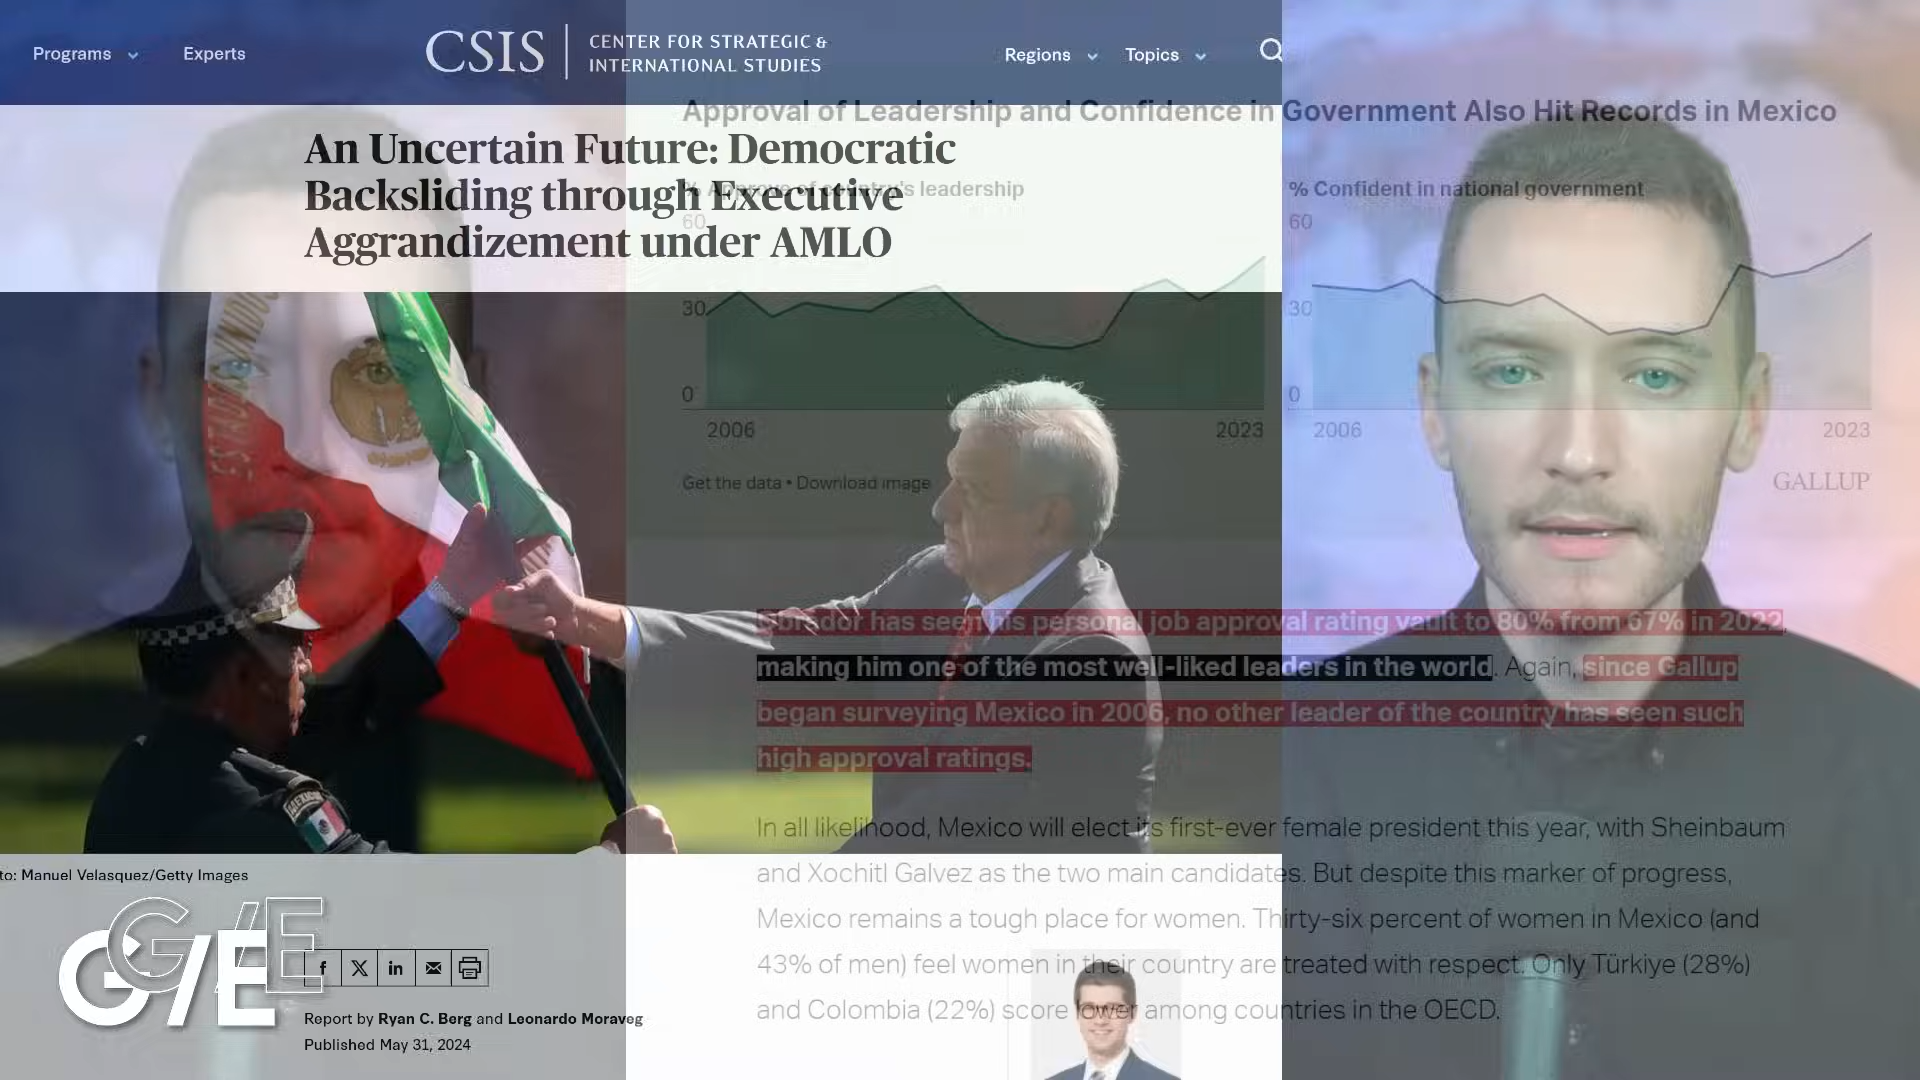 Programs
Experts
CSIS
CENTER FOR STRATEGIC &
INTERNATIONAL STUDIES
Regions
Topics
An Uncertain Future: Democratic
Backsliding through Executive
Aggrandizement under AMLO
Approval of Leadership and Confidence in Government Also Hit Records in Mexico
% Approve of country's leadership
60
30
0
2006
2023
% Confident in national government
60
30
0
2006
2023
Get the data • Download image
GALLUP
ESTADOS UNIDOS
MEXICO
has seen his personal job approval rating vault to 80% from 67% in 2022,
making him one of the most well-liked leaders in the world. Again, since Gallup
began surveying Mexico in 2006, no other leader of the country has seen such
high approval ratings.
In all likelihood, Mexico will elect its first-ever female president this year, with Sheinbaum
and Xochitl Galvez as the two main candidates. But despite this marker of progress,
Mexico remains a tough place for women. Thirty-six percent of women in Mexico (and
43% of men) feel women in their country are treated with respect. Only Türkiye (28%)
and Colombia (22%) score lower among countries in the OECD.
to: Manuel Velasquez/Getty Images
G/E
G/E
f X in
Report by Ryan C. Berg and Leonardo Moraveg
Published May 31, 2024